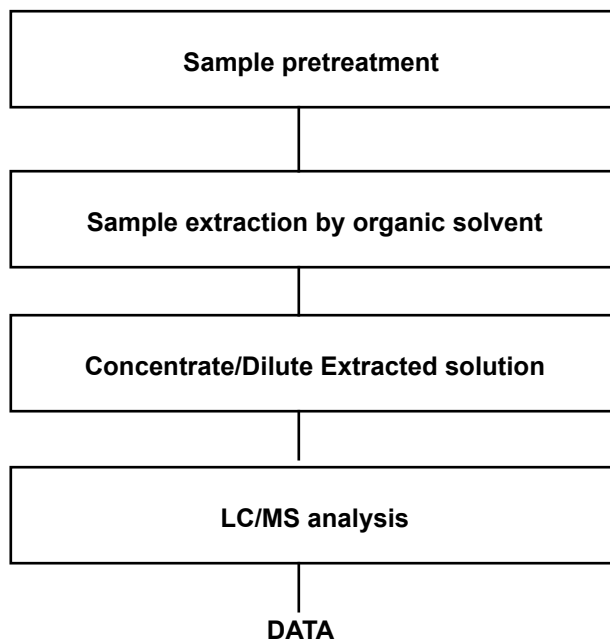 Sample pretreatment
Sample extraction by organic solvent
Concentrate/Dilute Extracted solution
LC/MS analysis
DATA